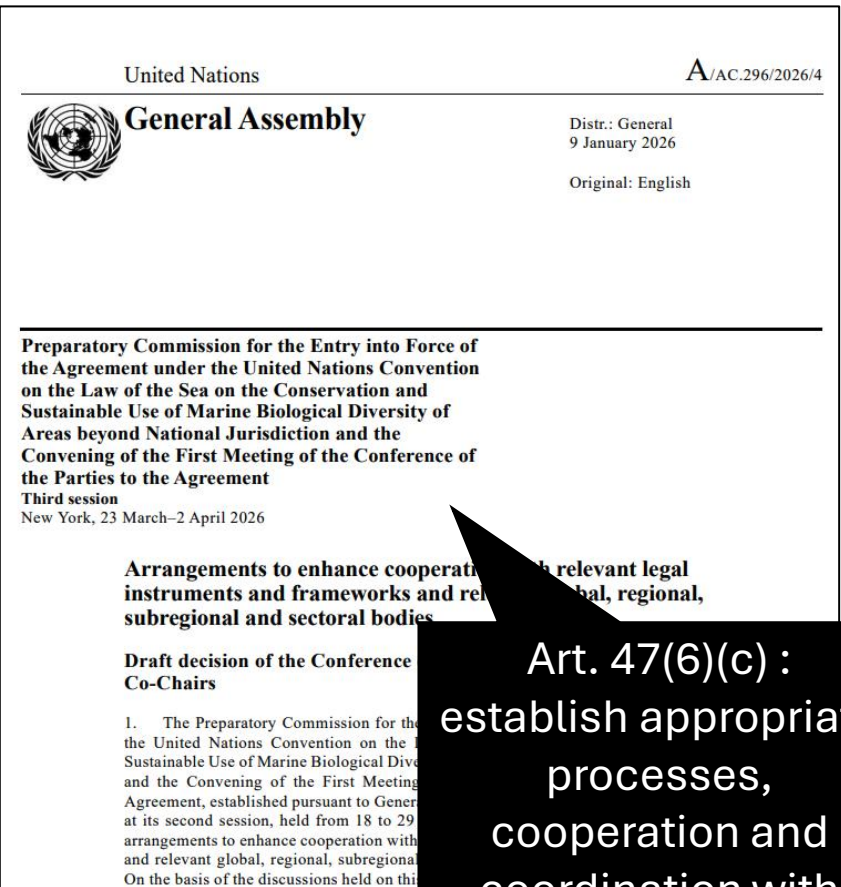 United Nations
A/AC.296/2026/4
General Assembly
Distr.: General
9 January 2026
Original: English
Preparatory Commission for the Entry into Force of
the Agreement under the United Nations Convention
on the Law of the Sea on the Conservation and
Sustainable Use of Marine Biological Diversity of
Areas beyond National Jurisdiction and the
Convening of the First Meeting of the Conference of
the Parties to the Agreement
Third session
New York, 23 March–2 April 2026
Arrangements to enhance relevant legal
instruments and frameworks and regional,
subregional and sectoral bodies
Draft decision of the Conference
Co-Chairs
1. The Preparatory Commission for the
the United Nations Convention on the
Sustainable Use of Marine Biological
and the Convening of the First Meeting
Agreement, established pursuant to
at its second session, held from 18 to 29
arrangements to enhance cooperation with
and relevant global, regional,
On the basis of the discussions held on
Art. 47(6)(c) :
establish
processes,
cooperation and
coordination with